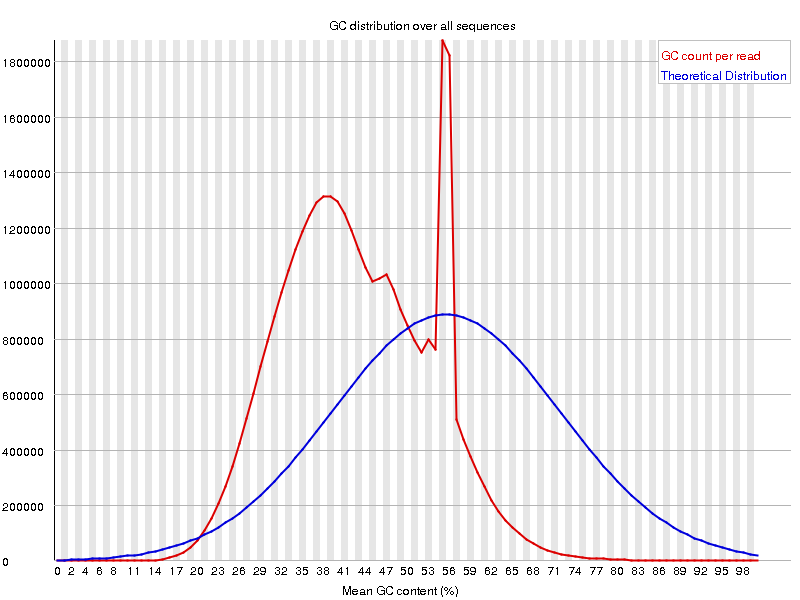 GC distribution over all sequences
GC count per read
Theoretical Distribution
1800000
1600000
1400000
1200000
1000000
800000
600000
400000
200000
0
0 2 4 6 8 11 14 17 20 23 26 29 32 35 38 41 44 47 50 53 56 59 62 65 68 71 74 77 80 83 86 89 92 95 98
Mean GC content (%)